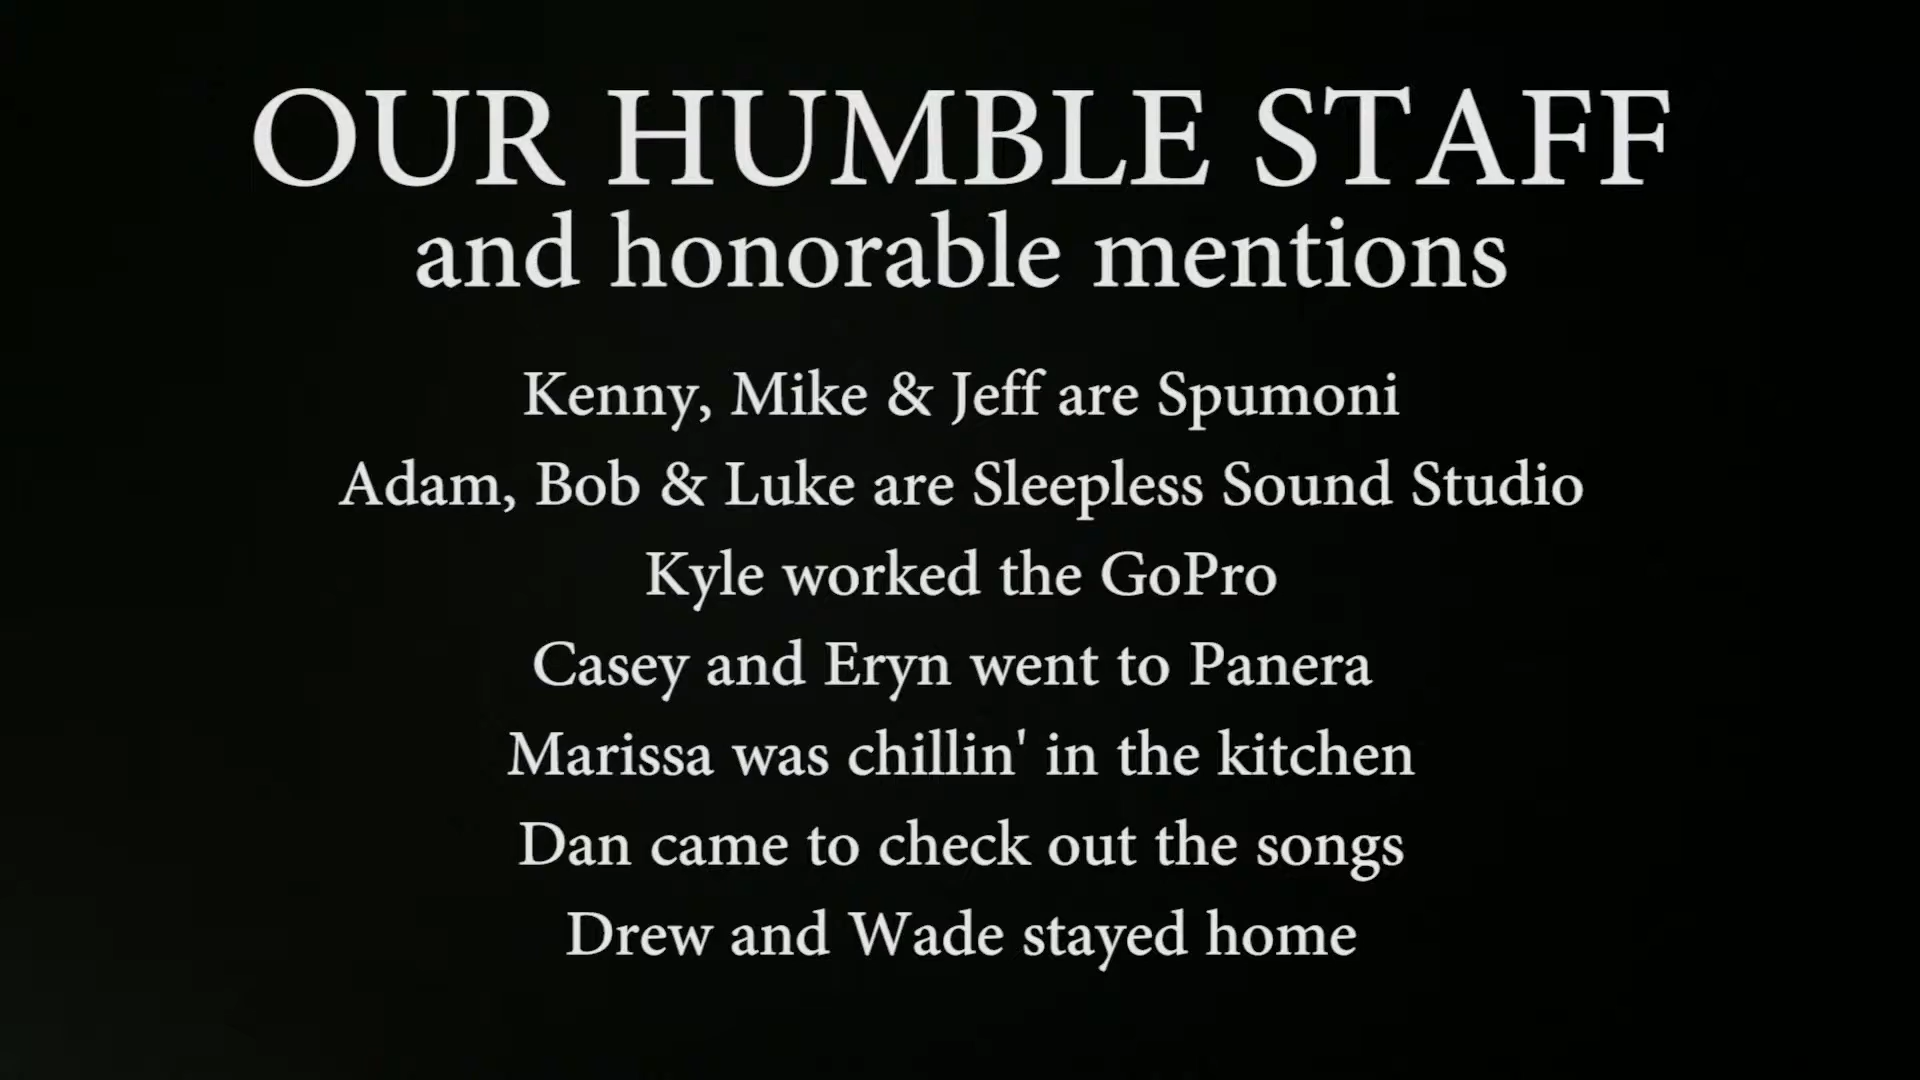 OUR HUMBLE STAFF
and honorable mentions
Kenny, Mike & Jeff are Spumoni
Adam, Bob & Luke are Sleepless Sound Studio
Kyle worked the GoPro
Casey and Eryn went to Panera
Marissa was chillin' in the kitchen
Dan came to check out the songs
Drew and Wade stayed home